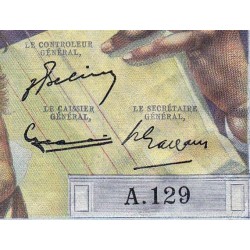 LE CONTROLEUR
GÉNÉRAL,
LE CAISSIER
GÉNÉRAL,
LE SECRÉTAIRE
GÉNÉRAL,
A.129